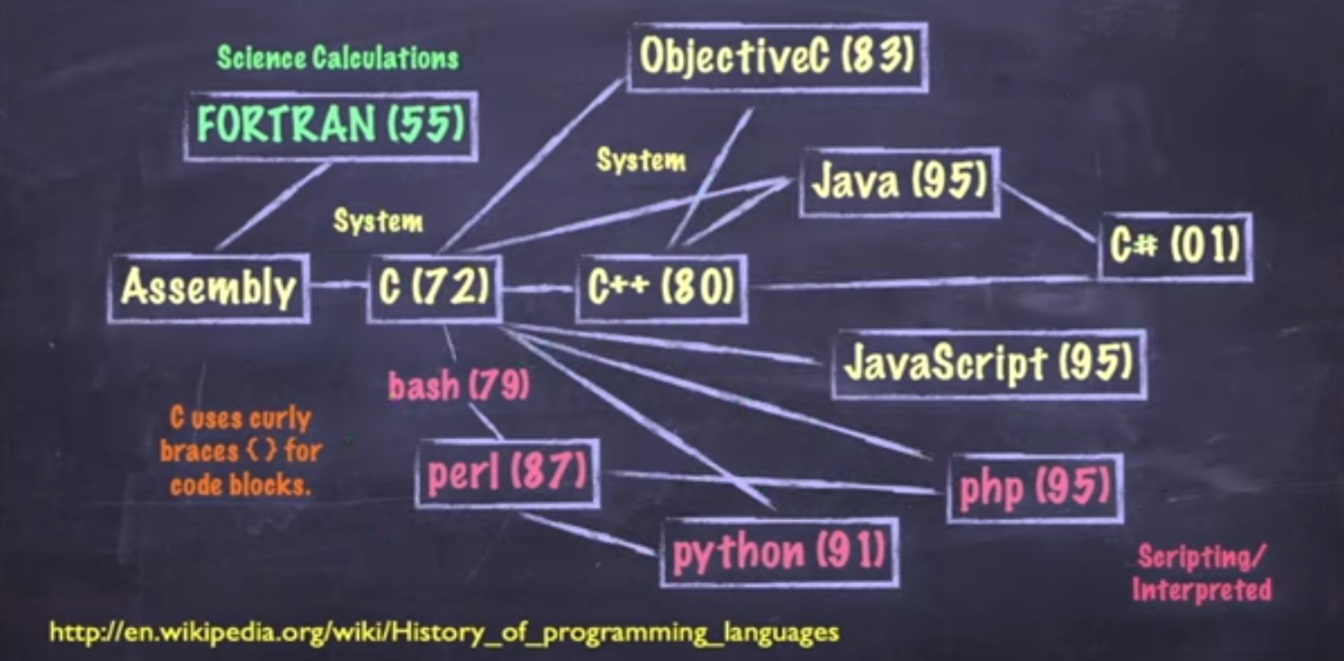 Science Calculations
ObjectiveC (83)
FORTRAN (55)
System
Java (95)
System
C# (01)
Assembly
C (72)
C++ (80)
JavaScript (95)
bash (79)
C uses curly
braces { } for
code blocks.
perl (87)
php (95)
python (91)
Scripting/
Interpreted
http://en.wikipedia.org/wiki/History_of_programming_languages